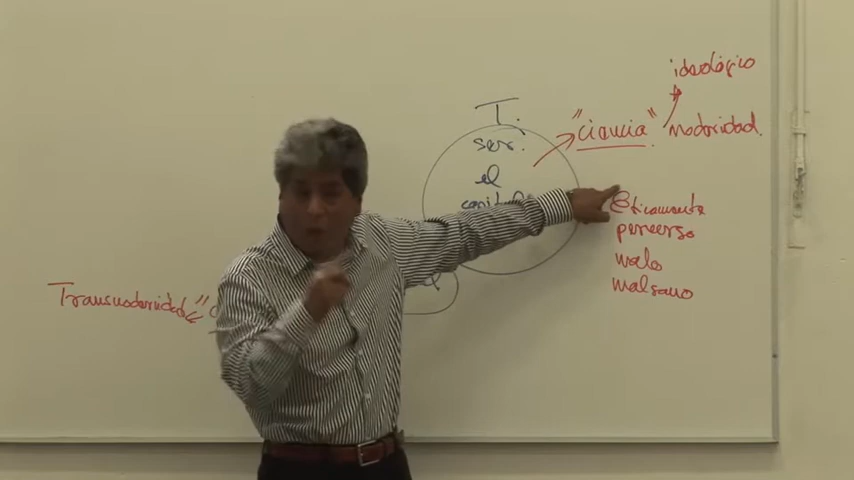 ideológico
T.
"ciencia" modernidad.
ser.
el
éticamente
perverso
malo
malsano
Transmodernidad